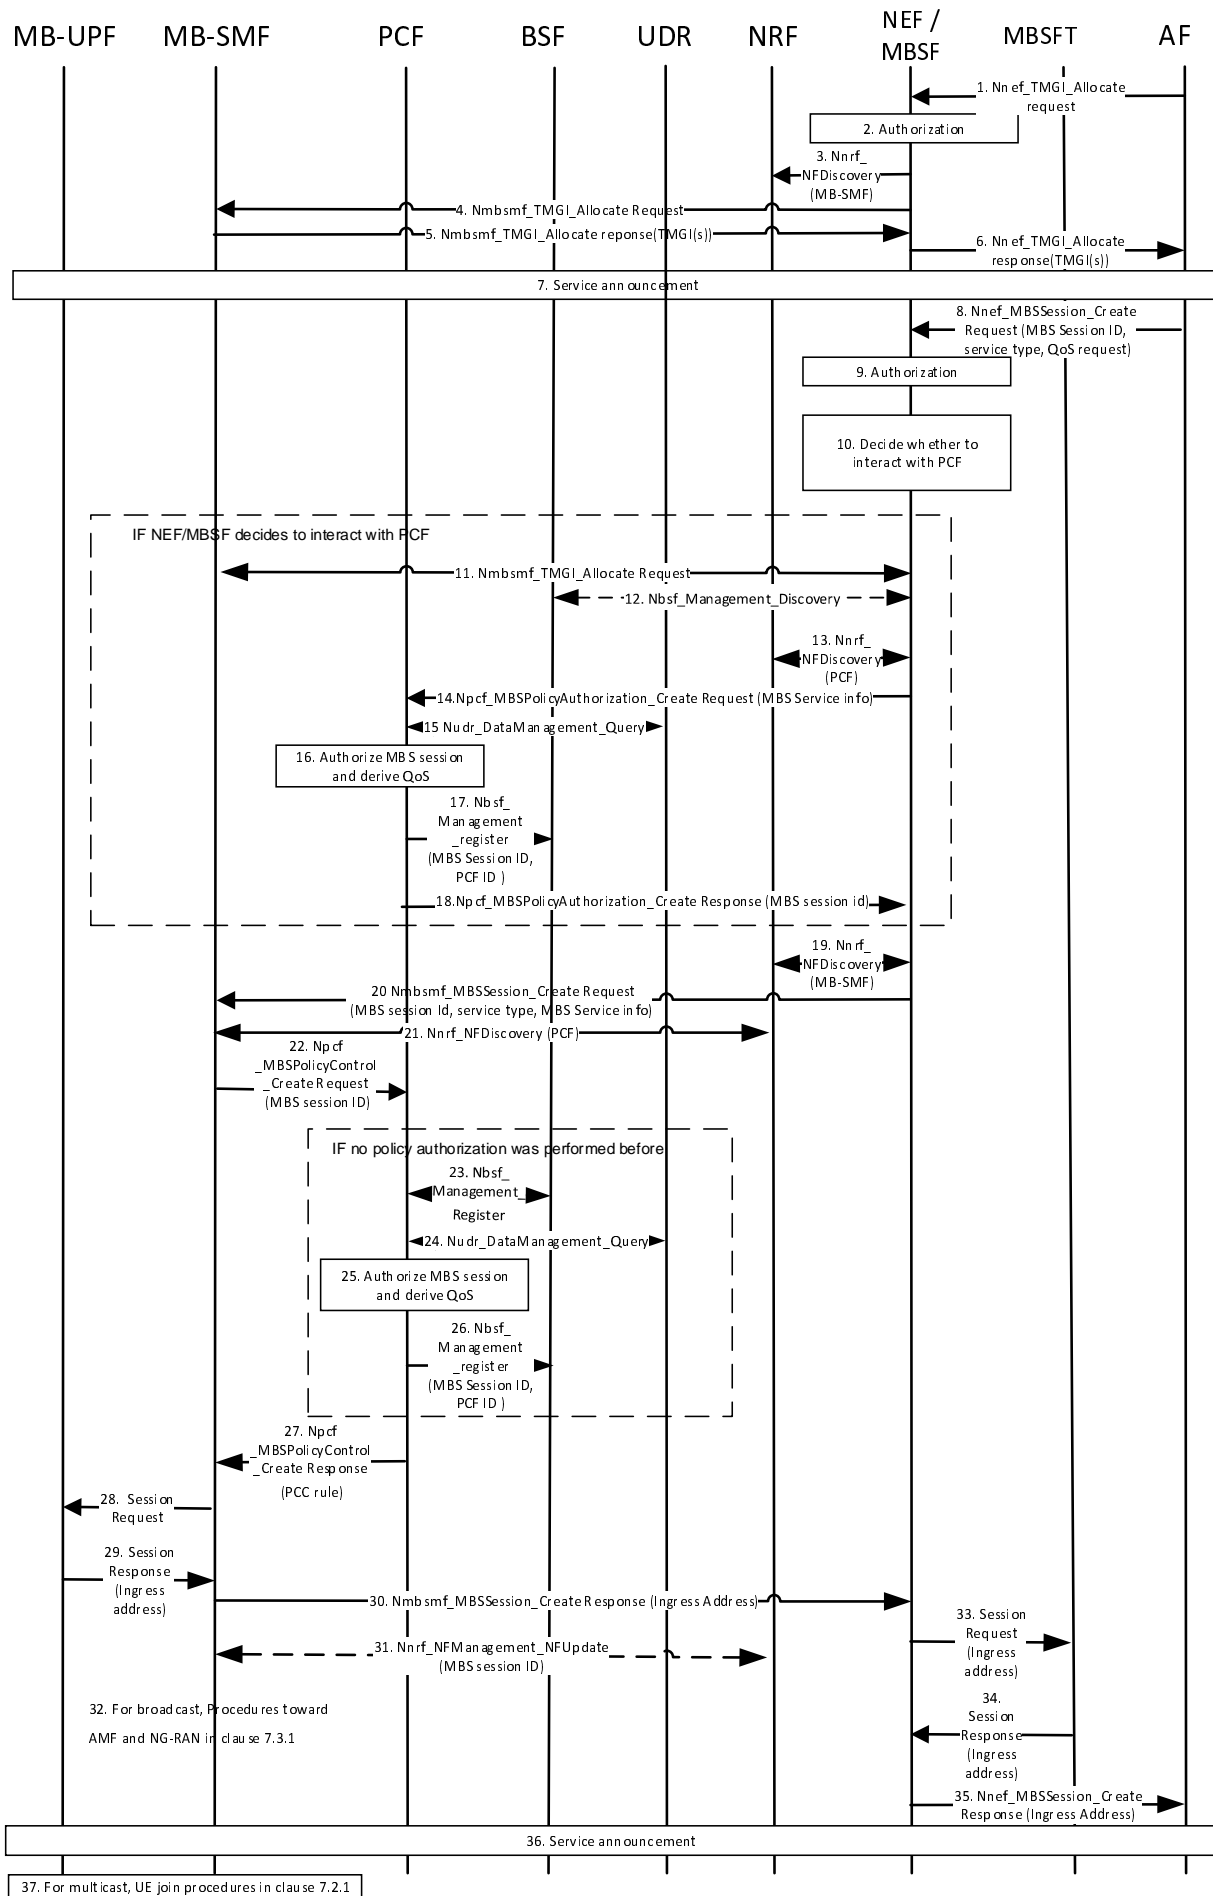 MB-UPF
MB-SMF
PCF
BSF
UDR
NRF
NEF /
MBSF
MBSFT
AF
1. Nnef_TMGI_Allocate
request
2. Authorization
3. Nnrf_
NFDiscovery
(MB-SMF)
4. Nmbsmf_TMGI_Allocate Request
5. Nmbsmf_TMGI_Allocate reponse(TMGI(s))
6. Nnef_TMGI_Allocate
response(TMGI(s))
7. Service announcement
8. Nnef_MBSSession_Create
Request (MBS Session ID,
service type, QoS request)
9. Authorization
10. Decide whether to
interact with PCF
IF NEF/MBSF decides to interact with PCF
11. Nmbsmf_TMGI_Allocate Request
12. Nbsf_Management_Discovery
13. Nnrf_
NFDiscovery
(PCF)
14.Npcf_MBSPolicyAuthorization_Create Request (MBS Service info)
15 Nudr_DataManagement_Query
16. Authorize MBS session
and derive QoS
17. Nbsf_
Management
_register
(MBS Session ID,
PCF ID )
18.Npcf_MBSPolicyAuthorization_Create Response (MBS session id)
19. Nnrf_
NFDiscovery
(MB-SMF)
20 Nmbsmf_MBSSession_Create Request
(MBS session Id, service type, MBS Service info)
21. Nnrf_NFDiscovery (PCF)
22. Npcf
_MBSPolicyControl
_Create Request
(MBS session ID)
IF no policy authorization was performed before
23. Nbsf_
Management_
Register
24. Nudr_DataManagement_Query
25. Authorize MBS session
and derive QoS
26. Nbsf_
Management
_register
(MBS Session ID,
PCF ID )
27. Npcf
_MBSPolicyControl
_Create Response
(PCC rule)
28. Session
Request
29. Session
Response
(Ingress
address)
30. Nmbsmf_MBSSession_Create Response (Ingress Address)
31. Nnrf_NFManagement_NFUpdate
(MBS session ID)
32. For broadcast, Procedures toward
AMF and NG-RAN in clause 7.3.1
33. Session
Request
(Ingress
address)
34.
Session
Response
(Ingress
address)
35. Nnef_MBSSession_Create
Response (Ingress Address)
36. Service announcement
37. For multicast, UE join procedures in clause 7.2.1